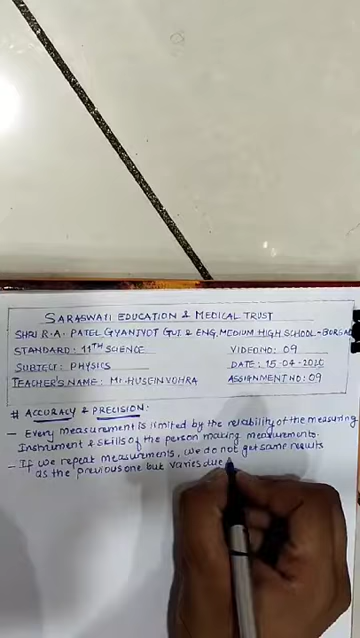 SARASWATI EDUCATION & MEDICAL TRUST
SHRI R.A. PATEL GYANJYOT GUJ & ENG. MEDIUM HIGH SCHOOL - BORSAD
STANDARD: 11TH SCIENCE VIDEO NO: 09
SUBJECT: PHYSICS DATE: 15-04-2020
TEACHER'S NAME: Mr. HUSEIN VOHRA ASSIGNMENT NO: 09
# ACCURACY & PRECISION:
- Every measurement is limited by the reliability of the measuring
Instrument & skills of the person making measurements.
- If we repeat measurements, we do not get same results
as the previous one but varies due